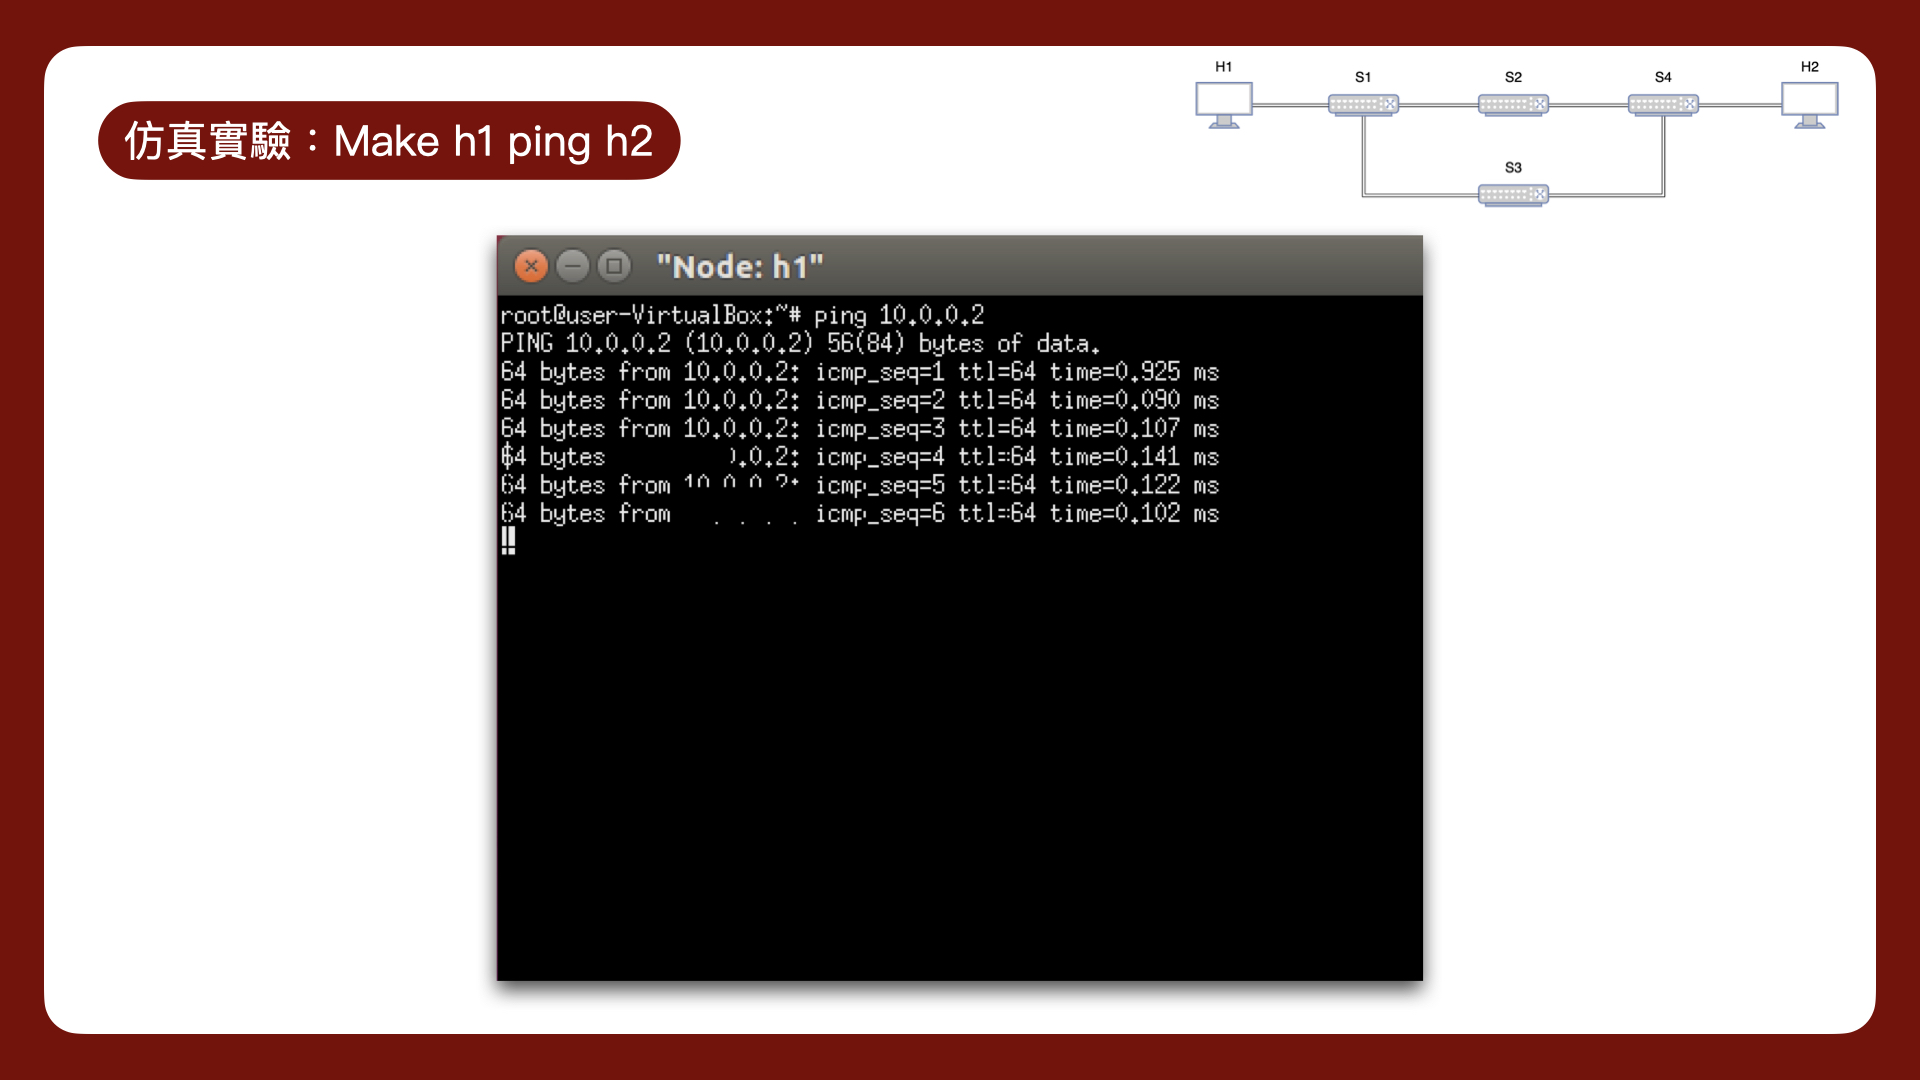 仿真實驗：Make h1 ping h2
H1
S1
S2
S4
H2
S3
"Node: h1"
root@user-VirtualBox:~# ping 10.0.0.2
PING 10.0.0.2 (10.0.0.2) 56(84) bytes of data.
64 bytes from 10.0.0.2: icmp_seq=1 ttl=64 time=0.925 ms
64 bytes from 10.0.0.2: icmp_seq=2 ttl=64 time=0.090 ms
64 bytes from 10.0.0.2: icmp_seq=3 ttl=64 time=0.107 ms
64 bytes .0.2: icmp_seq=4 ttl=64 time=0.141 ms
64 bytes from 10.0.0.2: icmp_seq=5 ttl=64 time=0.122 ms
64 bytes from icmp_seq=6 ttl=64 time=0.102 ms